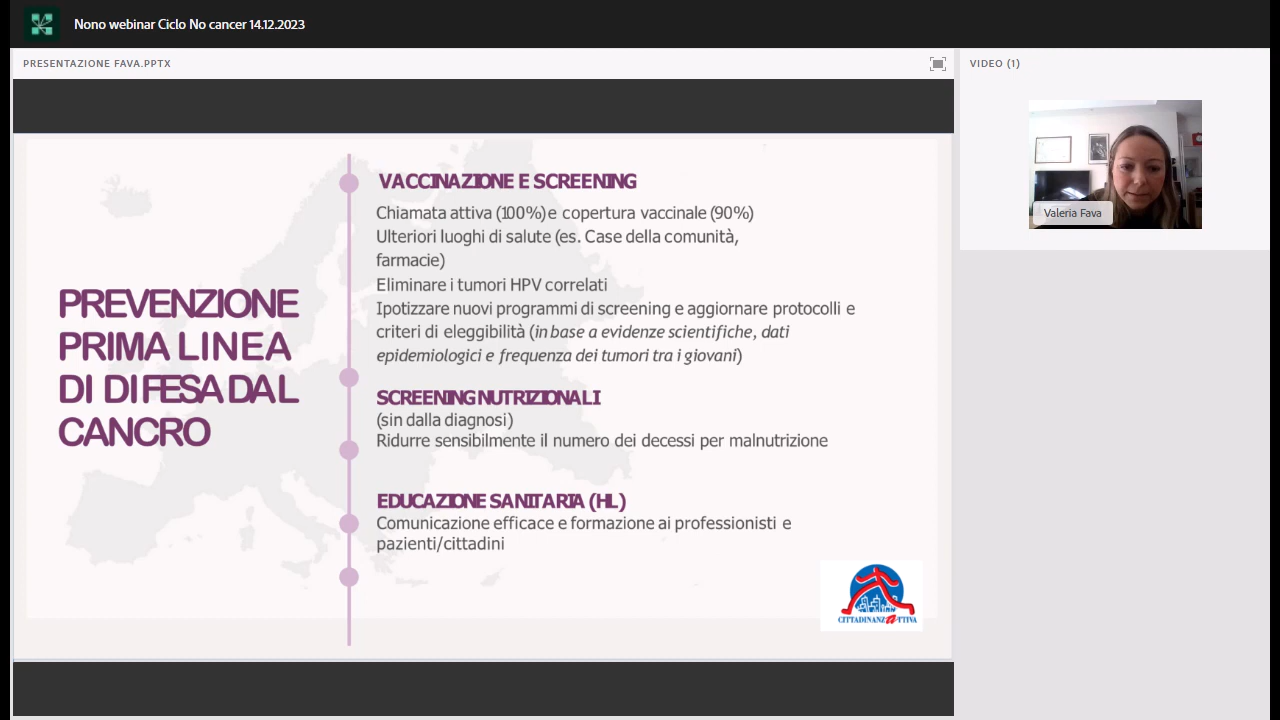 Nono webinar Ciclo No cancer 14.12.2023
PRESENTAZIONE FAVA.PPTX
VIDEO (1)
Valeria Fava
PREVENZIONE
PRIMA LINEA
DI DIFESA DAL
CANCRO
VACCINAZIONE E SCREENING
Chiamata attiva (100%) e copertura vaccinale (90%)
Ulteriori luoghi di salute (es. Case della comunità,
farmacie)
Eliminare i tumori HPV correlati
Ipotizzare nuovi programmi di screening e aggiornare protocolli e
criteri di eleggibilità (in base a evidenze scientifiche, dati
epidemiologici e frequenza dei tumori tra i giovani)
SCREENING NUTRIZIONALI
(sin dalla diagnosi)
Ridurre sensibilmente il numero dei decessi per malnutrizione
EDUCAZIONE SANITARIA (HL)
Comunicazione efficace e formazione ai professionisti e
pazienti/cittadini
CITTADINANZATTIVA